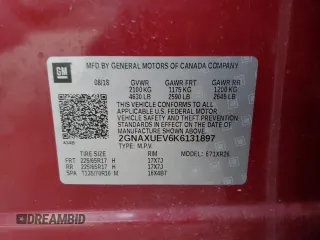 GM
MFD BY GENERAL MOTORS OF CANADA COMPANY
08/18 GVWR GAWR FRT GAWR RR
2100 KG 1175 KG 1200 KG
4630 LB 2590 LB 2645 LB
THIS VEHICLE CONFORMS TO ALL
APPLICABLE U.S. FEDERAL MOTOR
VEHICLE SAFETY AND THEFT PREVENTION
STANDARDS IN EFFECT ON THE DATE OF
MANUFACTURE SHOWN ABOVE.
2GNAXUEV6K6131897
TYPE: M.P.V. MODEL:
TIRE SIZE RIM
FRT 225/65R17 H 17X7J
RR 225/65R17 H 17X7J
SPA T135/70R16 M 16X4BT